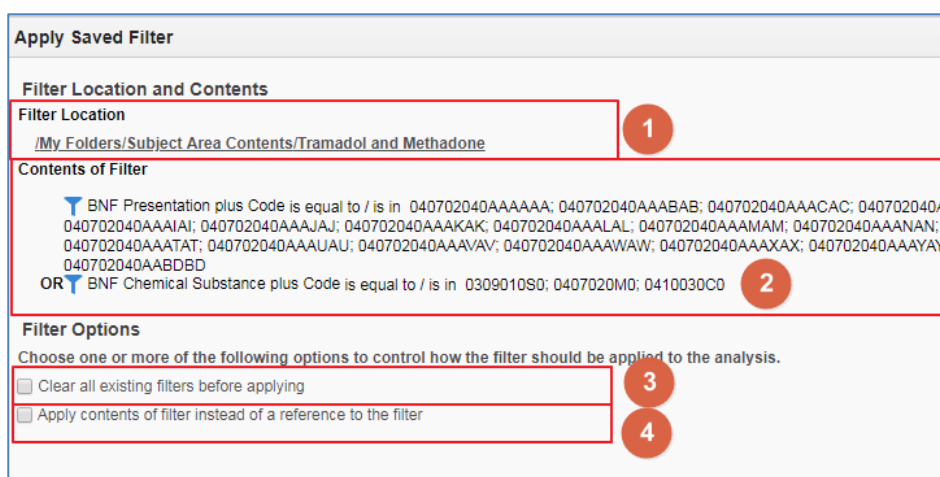 Apply Saved Filter
Filter Location and Contents
Filter Location
1
/My Folders/Subject Area Contents/Tramadol and Methadone
Contents of Filter
BNF Presentation plus Code is equal to / is in 040702040AAAAAA; 040702040AAABAB; 040702040AAACAC; 040702040A
040702040AAAIAI; 040702040AAAJAJ; 040702040AAAKAK; 040702040AAALAL; 040702040AAAMAM; 040702040AAANAN;
040702040AAATAT; 040702040AAAUAU; 040702040AAAVAV; 040702040AAAWAW; 040702040AAAXAX; 040702040AAAYAY
040702040AABDBD
OR BNF Chemical Substance plus Code is equal to / is in 0309010S0; 0407020M0; 0410030C0
2
Filter Options
Choose one or more of the following options to control how the filter should be applied to the analysis.
Clear all existing filters before applying
3
Apply contents of filter instead of a reference to the filter
4